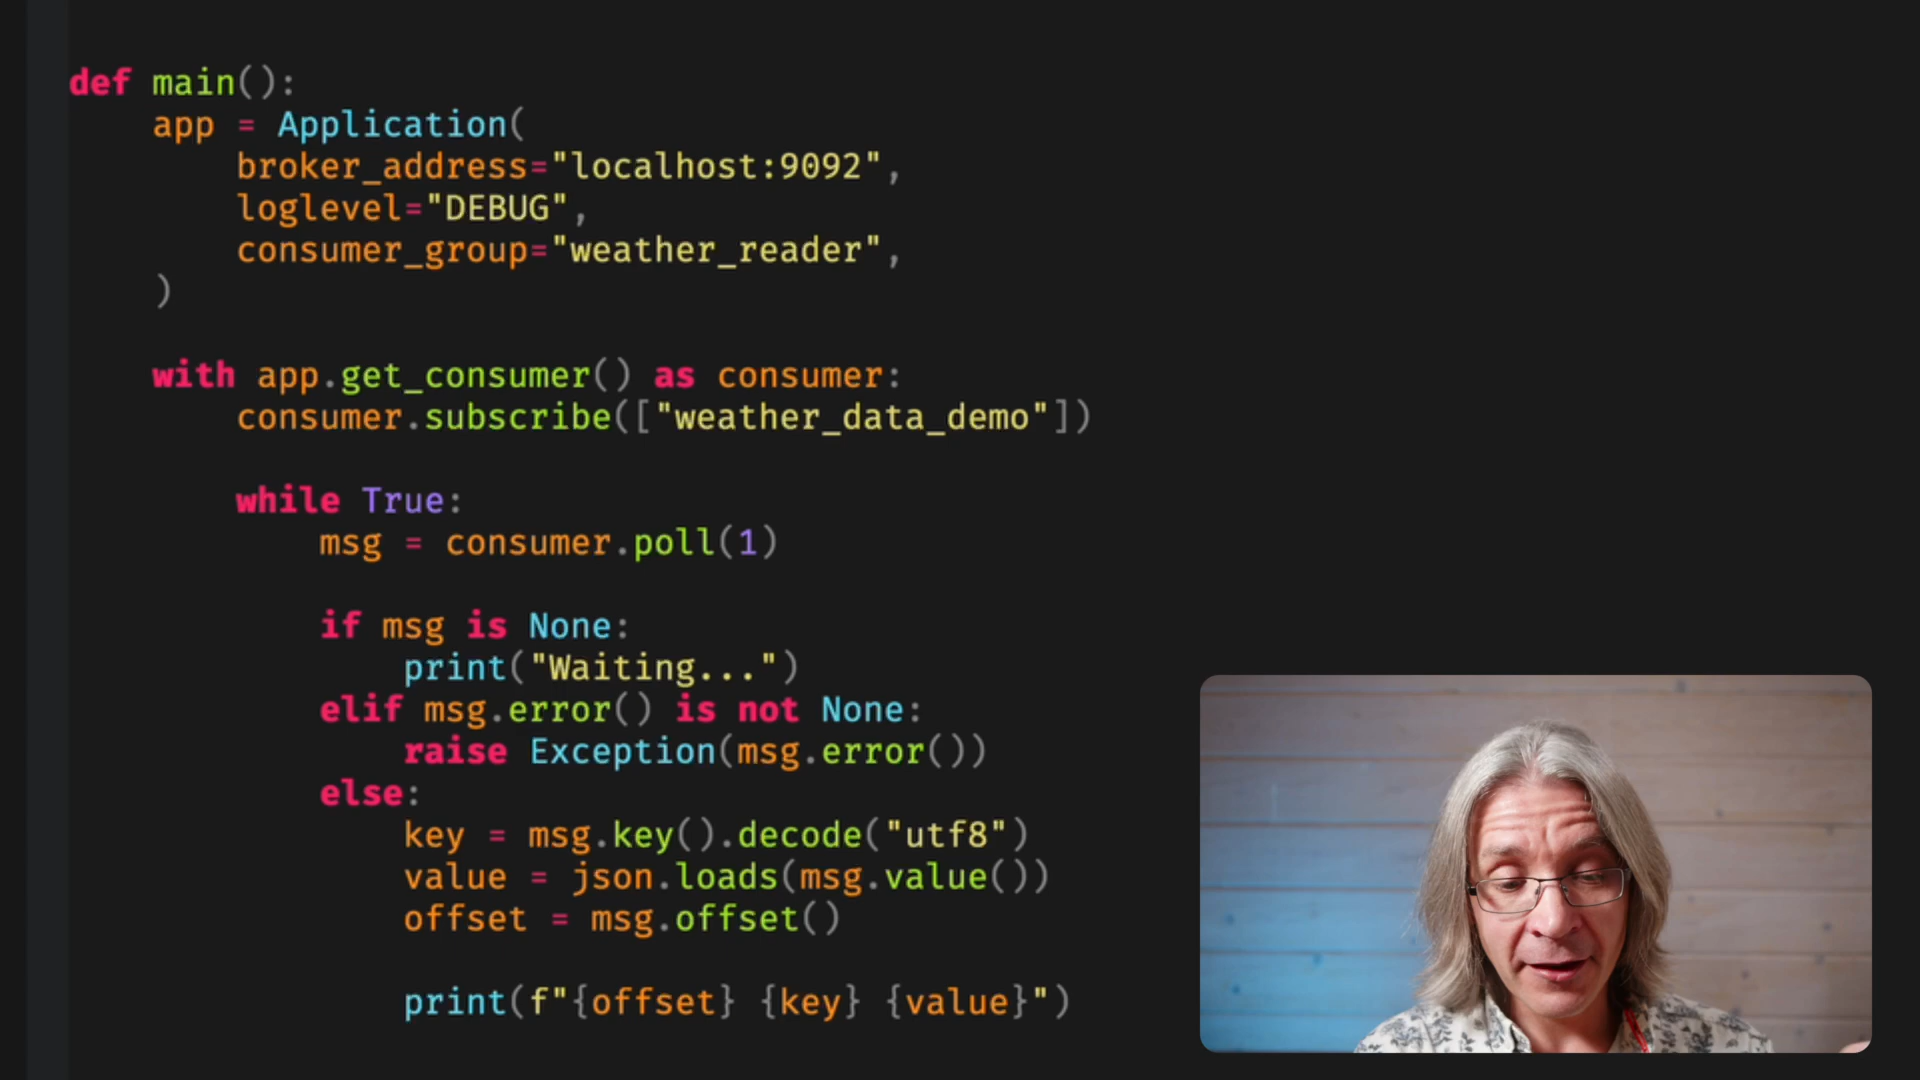 def main():
    app = Application(
        broker_address="localhost:9092",
        loglevel="DEBUG",
        consumer_group="weather_reader",
    )
    with app.get_consumer() as consumer:
        consumer.subscribe(["weather_data_demo"])
        while True:
            msg = consumer.poll(1)
            if msg is None:
                print("Waiting...")
            elif msg.error() is not None:
                raise Exception(msg.error())
            else:
                key = msg.key().decode("utf8")
                value = json.loads(msg.value())
                offset = msg.offset()
                print(f"{offset} {key} {value}")